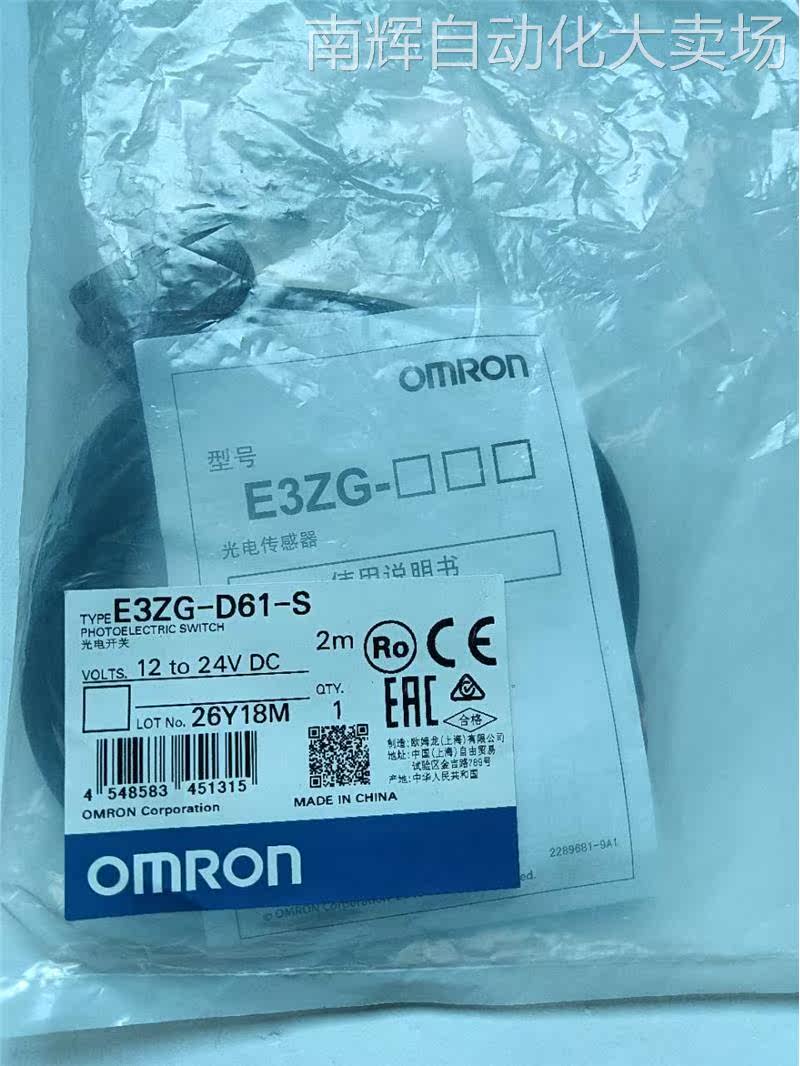 南辉自动化大卖场
OMRON
型号
E3ZG-□□□
光电传感器
使用说明书
TYPE E3ZG-D61-S
PHOTOELECTRIC SWITCH
光电开关
2m
Ro CE
VOLTS. 12 to 24V DC
EAC
QTY.
1
LOT No. 26Y18M
合格
制造: 欧姆龙(上海)有限公司
地址: 中国(上海)自由贸易
试验区金吉路789号
产地: 中华人民共和国
4 548583 451315
MADE IN CHINA
OMRON Corporation
OMRON
2289681-9A1
© OMRON Corporation
ed.